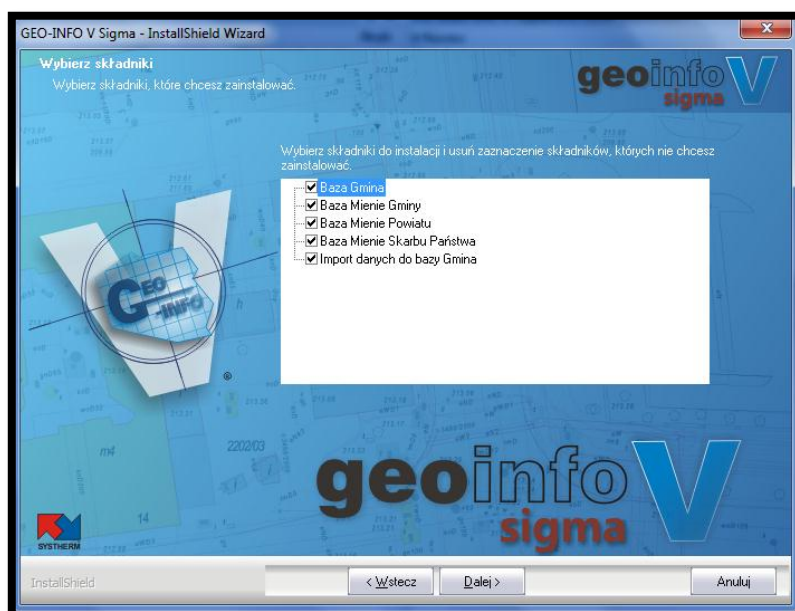 GEO-INFO V Sigma - InstallShield Wizard
Wybierz składniki
Wybierz składniki, które chcesz zainstalować.
geoinfo V
sigma
Wybierz składniki do instalacji i usuń zaznaczenie składników, których nie chcesz
zainstalować.
Baza Gmina
Baza Mienie Gminy
Baza Mienie Powiatu
Baza Mienie Skarbu Państwa
Import danych do bazy Gmina
GEO
-INFO
®
m4
2202/03
14
geoinfo V
sigma
SYSTHERM
InstallShield
< Wstecz
Dalej >
Anuluj